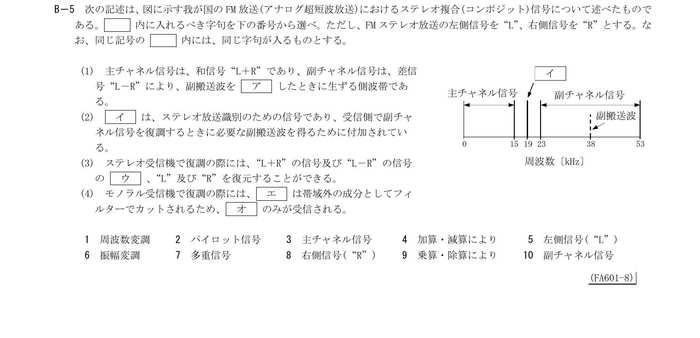 B－5 次の記述は、図に示す我が国の FM 放送(アナログ超短波放送)におけるステレオ複合(コンポジット)信号について述べたもので
ある。□内に入れるべき字句を下の番号から選べ。ただし、FM ステレオ放送の左側信号を“L”、右側信号を“R”とする。な
お、同じ記号の□内には、同じ字句が入るものとする。
(1) 主チャネル信号は、和信号“L＋R”であり、副チャネル信号は、差信
号“L－R”により、副搬送波を ア したときに生ずる側波帯であ
る。
(2) イ は、ステレオ放送識別のための信号であり、受信側で副チャ
ネル信号を復調するときに必要な副搬送波を得るために付加されてい
る。
(3) ステレオ受信機で復調の際には、“L＋R”の信号及び“L－R”の信号
の ウ 、“L”及び“R”を復元することができる。
(4) モノラル受信機で復調の際には、 エ は帯域外の成分としてフィ
ルターでカットされるため、 オ のみが受信される。
イ
主チャネル信号 副チャネル信号
副搬送波
0 15 19 23 38 53
周波数〔kHz〕
1 周波数変調 2 パイロット信号 3 主チャネル信号 4 加算・減算により 5 左側信号(“L”)
6 振幅変調 7 多重信号 8 右側信号(“R”) 9 乗算・除算により 10 副チャネル信号
(FA601-8)